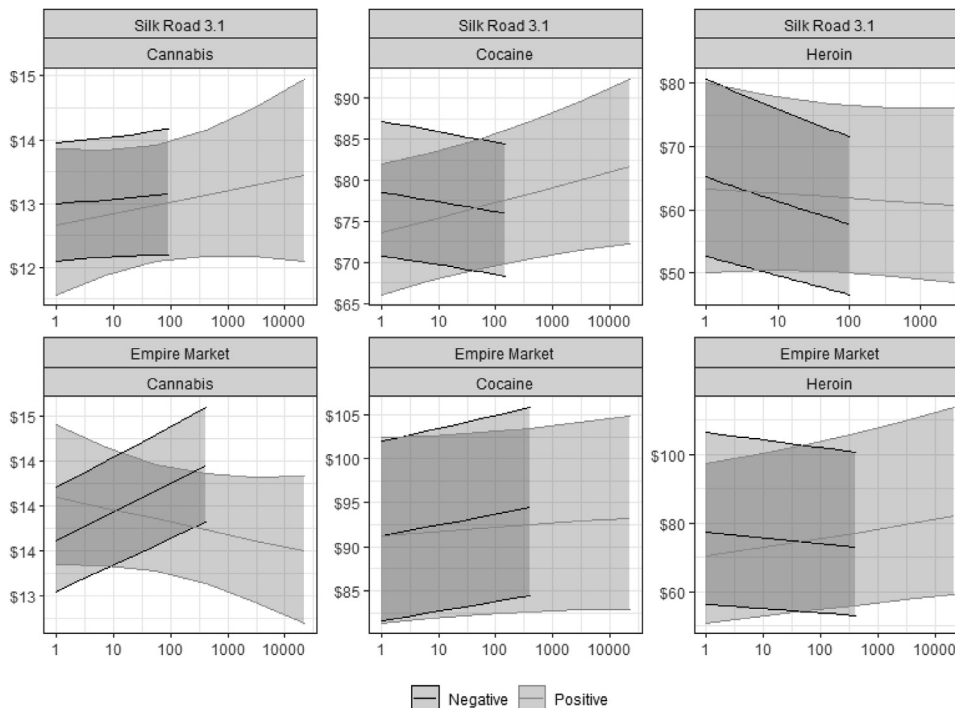 Silk Road 3.1 Silk Road 3.1 Silk Road 3.1
Cannabis Cocaine Heroin
$15
$14
$13
$12
$90
$85
$80
$75
$70
$65
$80
$70
$60
$50
1 10 100 1000 10000
1 10 100 1000 10000
1 10 100 1000
Empire Market Empire Market Empire Market
Cannabis Cocaine Heroin
$15
$14
$14
$14
$13
$105
$100
$95
$90
$85
$100
$80
$60
1 10 100 1000 10000
1 10 100 1000 10000
1 10 100 1000 10000
Negative Positive